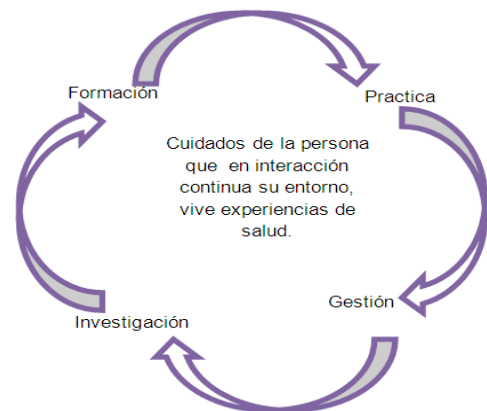 Formación
Practica
Cuidados de la persona
que en interacción
continua su entorno,
vive experiencias de
salud.
Gestión
Investigación